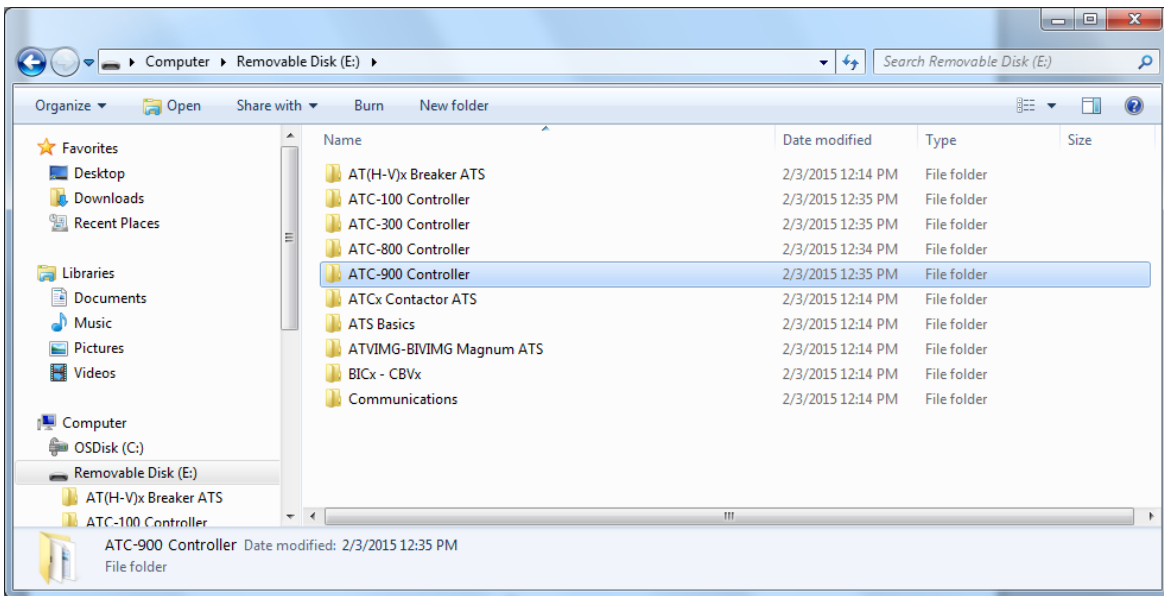 Computer Removable Disk (E:) Search Removable Disk (E:)
Organize Open Share with Burn New folder
Favorites
Desktop
Downloads
Recent Places
Libraries
Documents
Music
Pictures
Videos
Computer
OSDisk (C:)
Removable Disk (E:)
AT(H-V)x Breaker ATS
ATC-100 Controller
Name Date modified Type Size
AT(H-V)x Breaker ATS 2/3/2015 12:14 PM File folder
ATC-100 Controller 2/3/2015 12:35 PM File folder
ATC-300 Controller 2/3/2015 12:35 PM File folder
ATC-800 Controller 2/3/2015 12:34 PM File folder
ATC-900 Controller 2/3/2015 12:35 PM File folder
ATCx Contactor ATS 2/3/2015 12:14 PM File folder
ATS Basics 2/3/2015 12:14 PM File folder
ATVIMG-BIVIMG Magnum ATS 2/3/2015 12:14 PM File folder
BICx - CBVx 2/3/2015 12:14 PM File folder
Communications 2/3/2015 12:14 PM File folder
ATC-900 Controller Date modified: 2/3/2015 12:35 PM
File folder